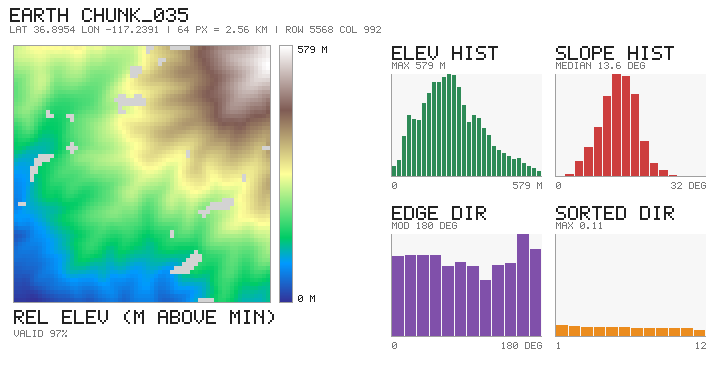 EARTH CHUNK_035
LAT 36.8954 LON -117.2391 | 64 PX = 2.56 KM | ROW 5568 COL 992
579 M
0 M
REL ELEV (M ABOVE MIN)
VALID 97%
ELEV HIST
MAX 579 M
0
579 M
SLOPE HIST
MEDIAN 13.6 DEG
0
32 DEG
EDGE DIR
MOD 180 DEG
0
180 DEG
SORTED DIR
MAX 0.11
1
12